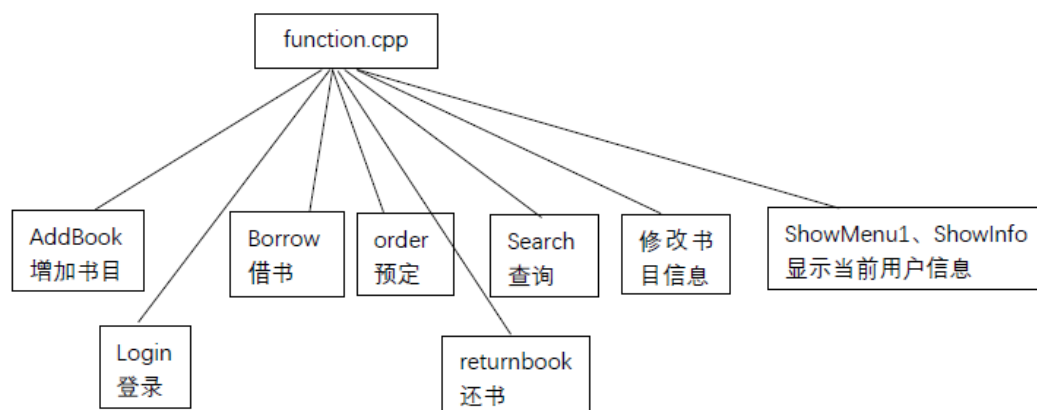 function.cpp
AddBook
增加书目
Borrow
借书
order
预定
Search
查询
修改书
目信息
ShowMenu1、ShowInfo
显示当前用户信息
Login
登录
returnbook
还书